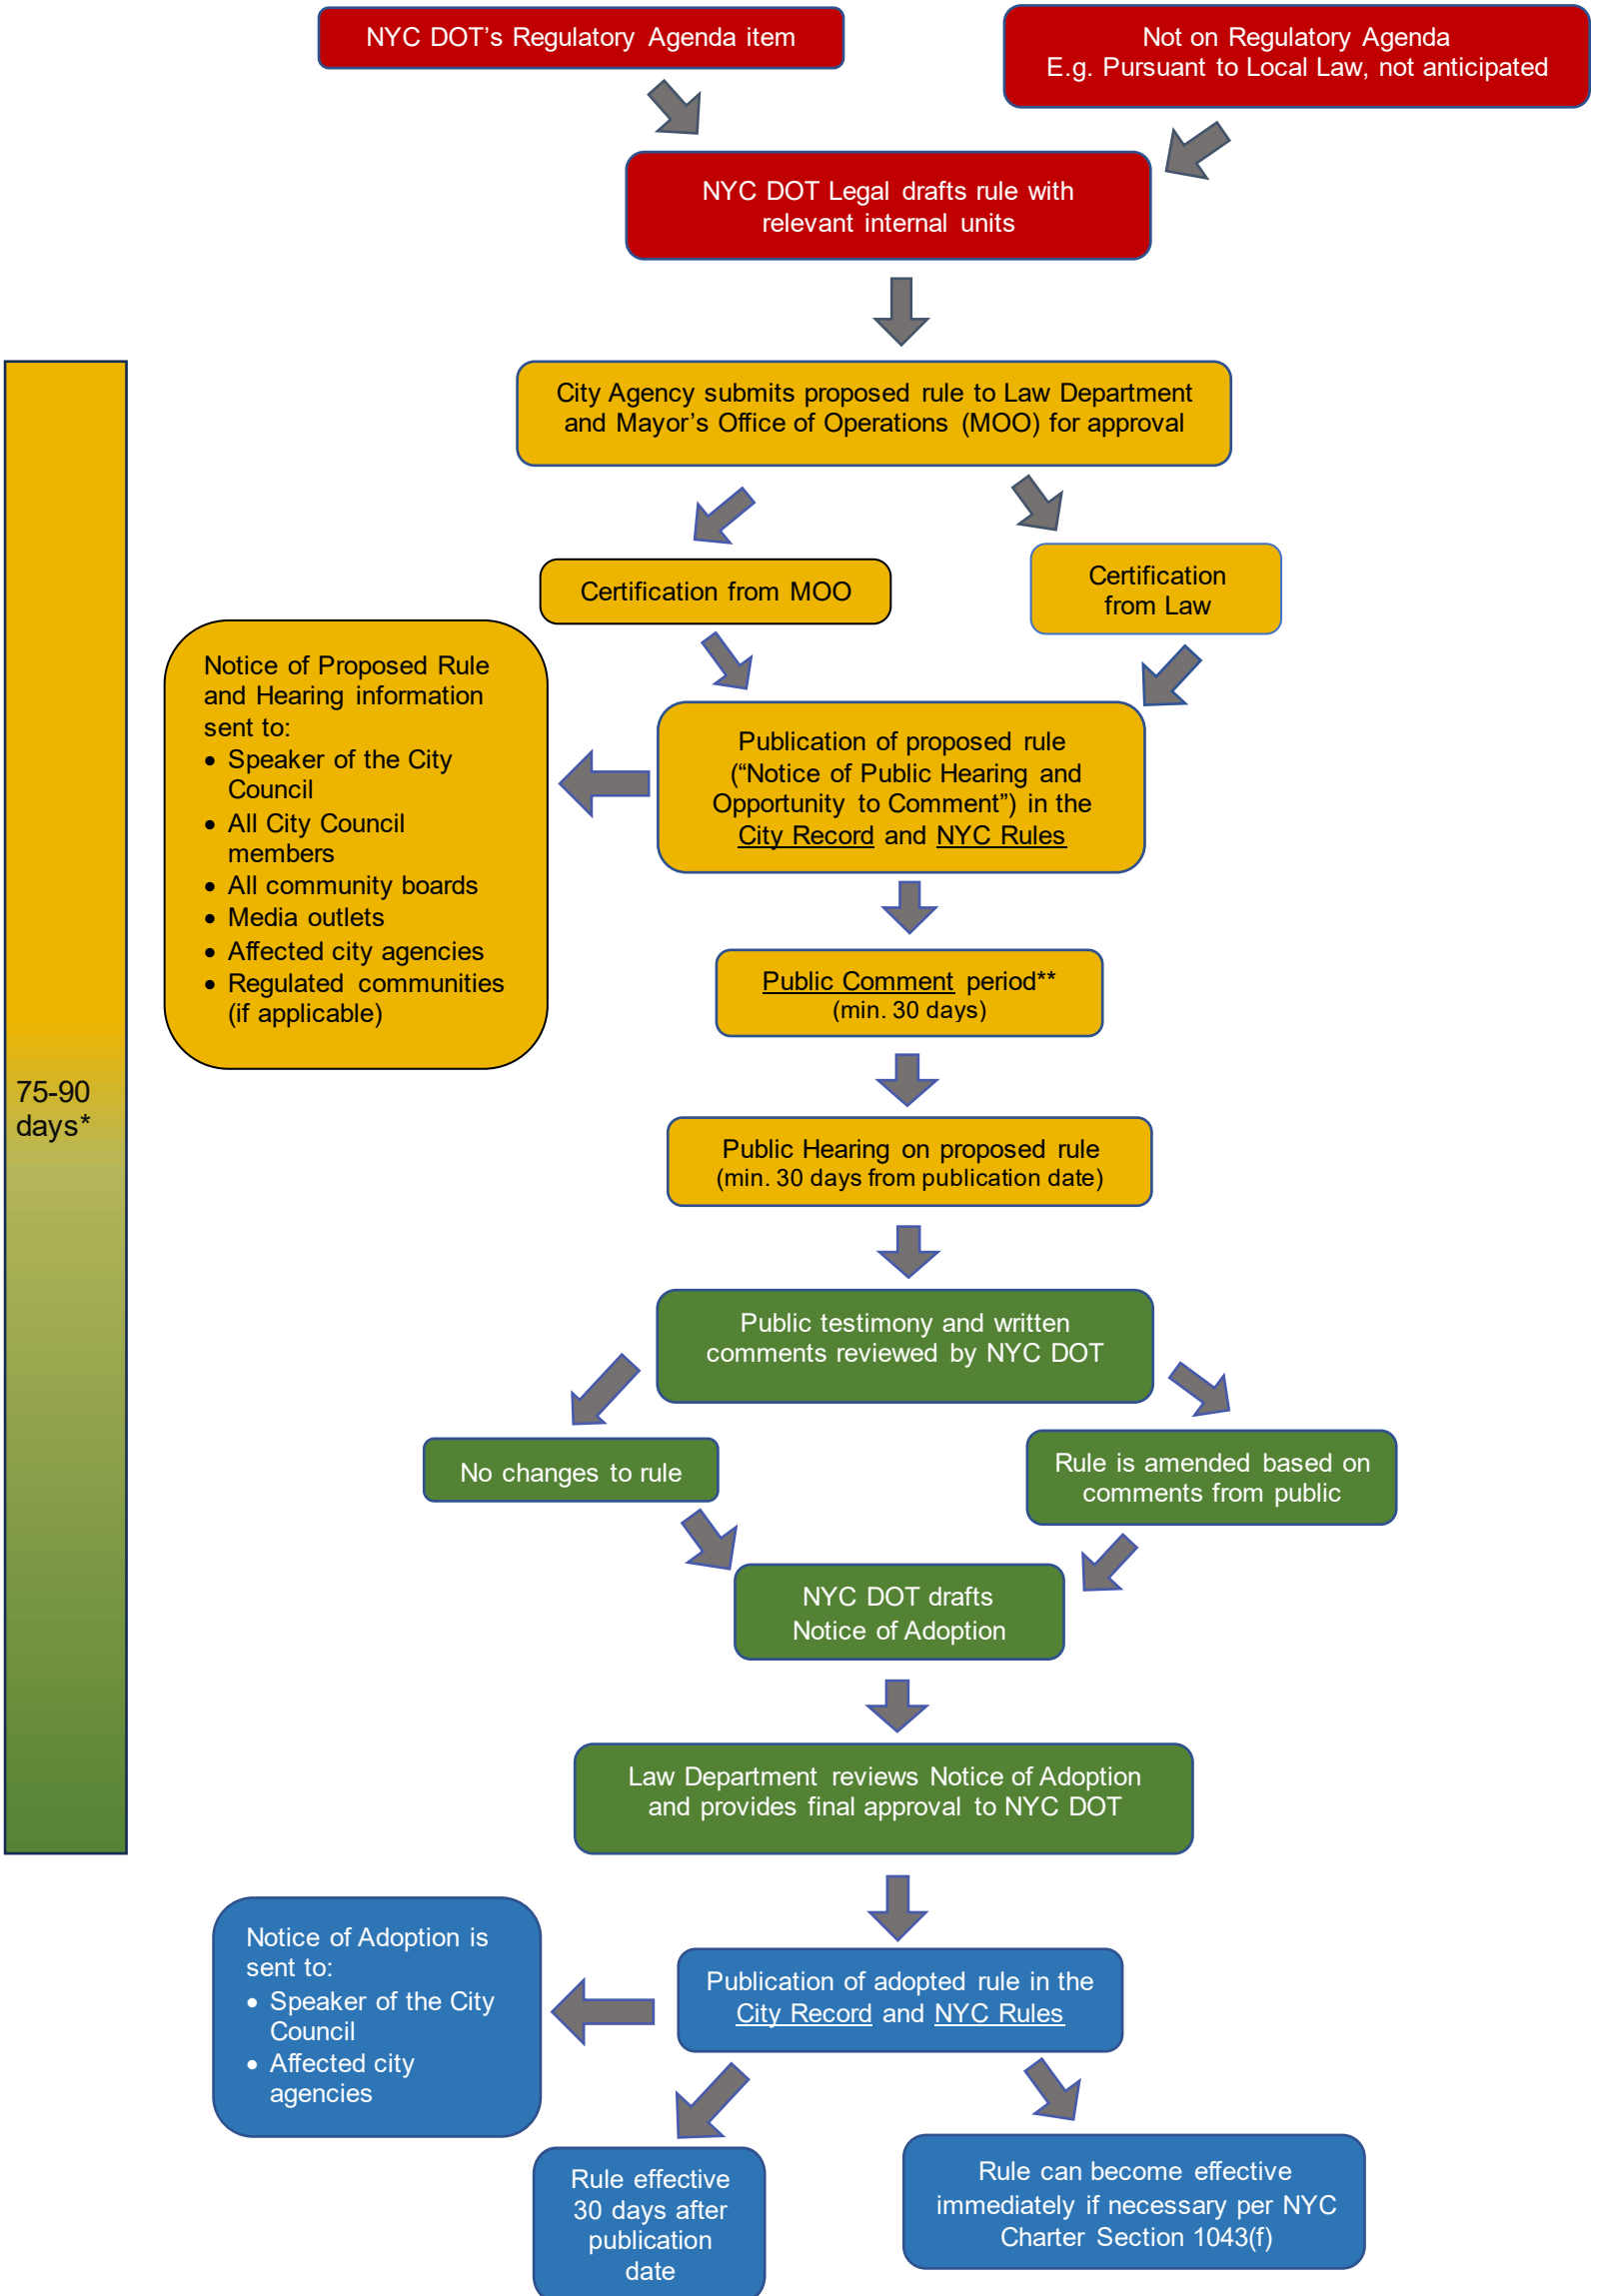 NYC DOT's Regulatory Agenda item
Not on Regulatory Agenda
E.g. Pursuant to Local Law, not anticipated
NYC DOT Legal drafts rule with
relevant internal units
City Agency submits proposed rule to Law Department
and Mayor's Office of Operations (MOO) for approval
Certification from MOO
Certification
from Law
Notice of Proposed Rule
and Hearing information
sent to:
• Speaker of the City
Council
• All City Council
members
• All community boards
• Media outlets
• Affected city agencies
• Regulated communities
(if applicable)
Publication of proposed rule
(“Notice of Public Hearing and
Opportunity to Comment”) in the
City Record and NYC Rules
Public Comment period**
(min. 30 days)
75-90
days*
Public Hearing on proposed rule
(min. 30 days from publication date)
Public testimony and written
comments reviewed by NYC DOT
No changes to rule
Rule is amended based on
comments from public
NYC DOT drafts
Notice of Adoption
Law Department reviews Notice of Adoption
and provides final approval to NYC DOT
Notice of Adoption is
sent to:
• Speaker of the City
Council
• Affected city
agencies
Publication of adopted rule in the
City Record and NYC Rules
Rule effective
30 days after
publication
date
Rule can become effective
immediately if necessary per NYC
Charter Section 1043(f)